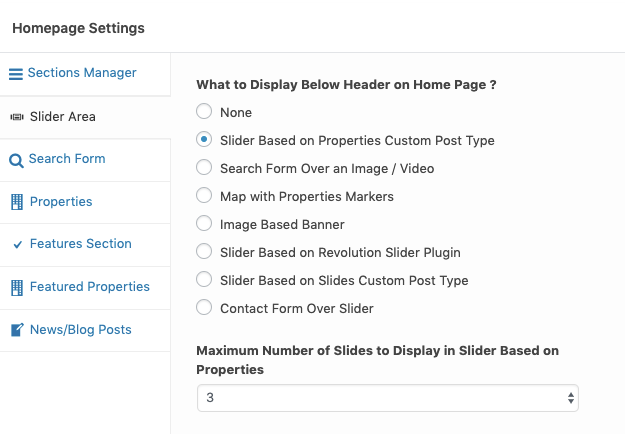 Homepage Settings
Sections Manager
Slider Area
Search Form
Properties
Features Section
Featured Properties
News/Blog Posts
What to Display Below Header on Home Page ?
None
Slider Based on Properties Custom Post Type
Search Form Over an Image / Video
Map with Properties Markers
Image Based Banner
Slider Based on Revolution Slider Plugin
Slider Based on Slides Custom Post Type
Contact Form Over Slider
Maximum Number of Slides to Display in Slider Based on
Properties
3